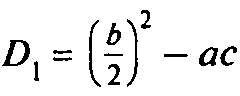 D₁ = (b/2)² − ac